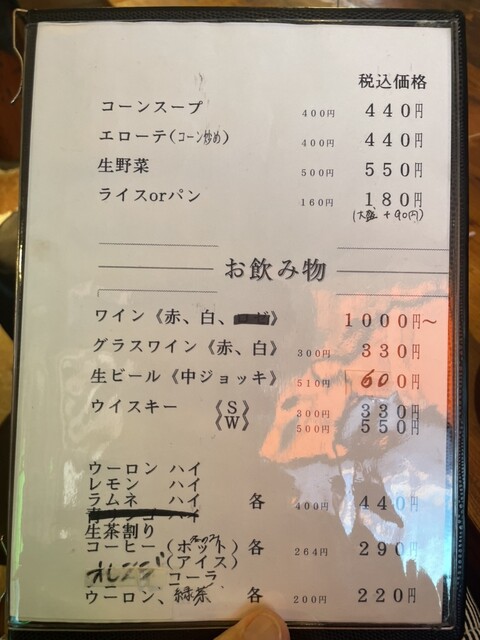 税込価格
コーンスープ 400円 440円
エローテ(コーン炒め) 400円 440円
生野菜 500円 550円
ライスorパン 160円 180円
(大盛 +90円)
お飲み物
ワイン《赤、白、 》 1000円～
グラスワイン《赤、白》 300円 330円
生ビール《中ジョッキ》 510円 600円
ウイスキー 《S 300円 330円
《W 500円 550円
ウーロン ハイ
レモン ハイ
ラムネ ハイ 各 400円 440円
生茶割り
コーヒー(ホット) 各 264円 290円
(アイス)
オレンジ コーラ
ウーロン、緑茶 各 200円 220円